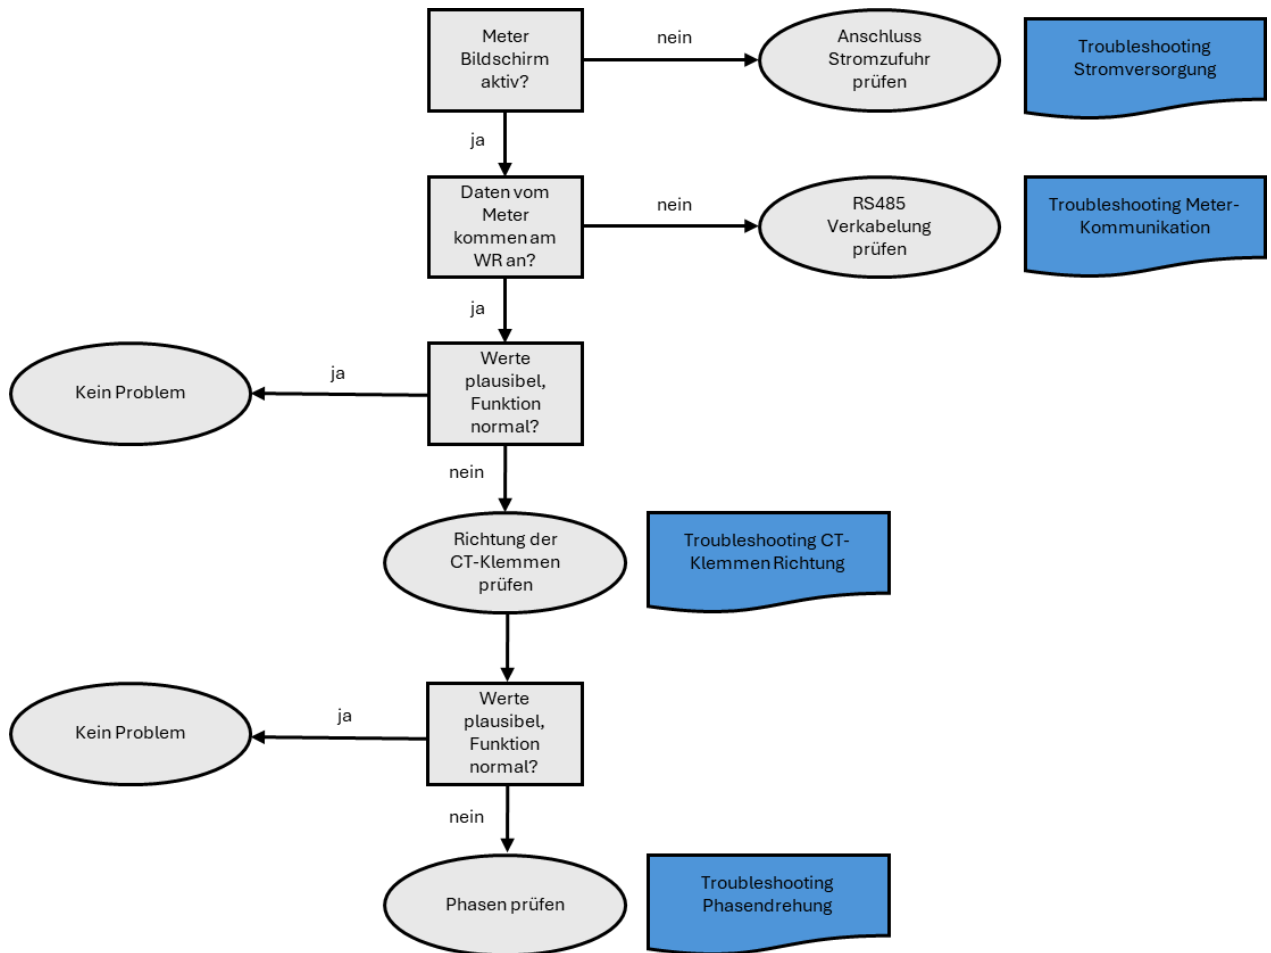 Meter
Bildschirm
aktiv?
nein
Anschluss
Stromzufuhr
prüfen
Troubleshooting
Stromversorgung
ja
Daten vom
Meter
kommen am
WR an?
nein
RS485
Verkabelung
prüfen
Troubleshooting Meter-
Kommunikation
ja
Kein Problem
ja
Werte
plausibel,
Funktion
normal?
nein
Richtung der
CT-Klemmen
prüfen
Troubleshooting CT-
Klemmen Richtung
Kein Problem
ja
Werte
plausibel,
Funktion
normal?
nein
Phasen prüfen
Troubleshooting
Phasendrehung